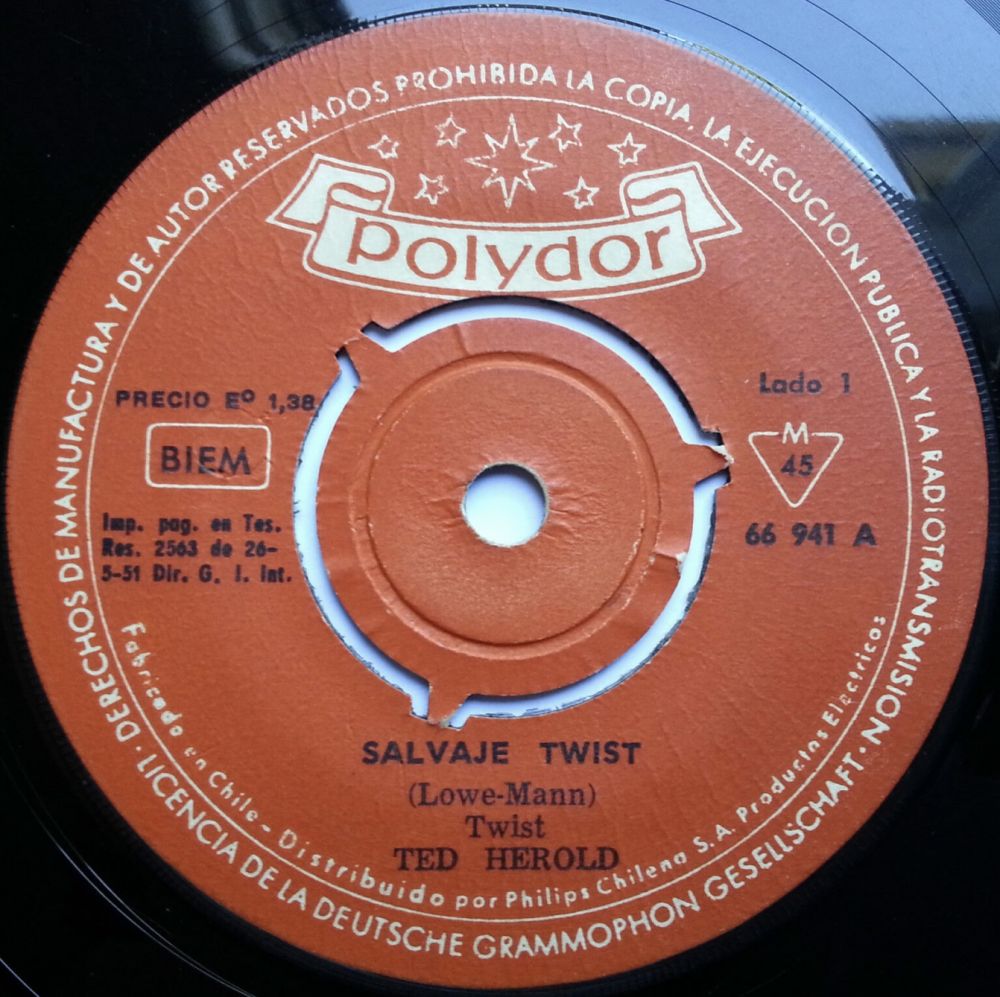 DERECHOS DE MANUFACTURA Y DE AUTOR RESERVADOS PROHIBIDA LA COPIA, LA EJECUCION PUBLICA Y LA RADIOTRANSMISION
polydor
PRECIO Eº 1,38
BIEM
Imp. pag. en Tes.
Res. 2563 de 26-
5-51 Dir. G. I. Int.
Lado 1
M
45
66 941 A
SALVAJE TWIST
(Lowe-Mann)
Twist
TED HEROLD
Fabricado en Chile - Distribuido por Philips Chilena S.A. Productos Electricos
· LICENCIA DE LA DEUTSCHE GRAMMOPHON GESELLSCHAFT ·